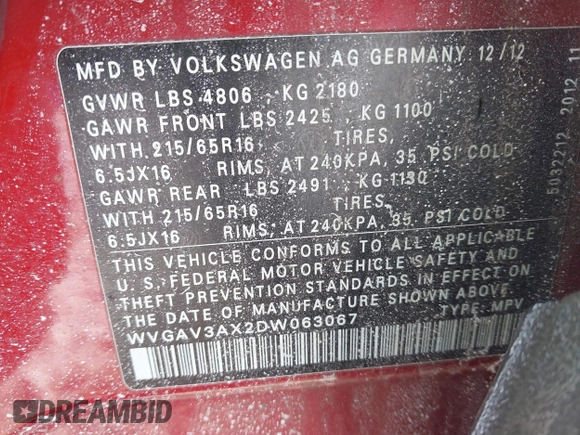 MFD BY VOLKSWAGEN AG GERMANY 12/12
GVWR LBS 4806 , KG 2180
GAWR FRONT LBS 2425 , KG 1100
WITH 215/65R16 TIRES,
6.5JX16 RIMS, AT 240KPA, 35 PSI COLD
GAWR REAR LBS 2491 , KG 1130
WITH 215/65R16 TIRES,
6.5JX16 RIMS, AT 240KPA, 35 PSI COLD
THIS VEHICLE CONFORMS TO ALL APPLICABLE
U.S. FEDERAL MOTOR VEHICLE SAFETY AND
THEFT PREVENTION STANDARDS IN EFFECT ON
THE DATE OF MANUFACTURE SHOWN ABOVE.
WVGAV3AX2DW063067 TYPE: MPV
5032212 2012 11
DREAMBID